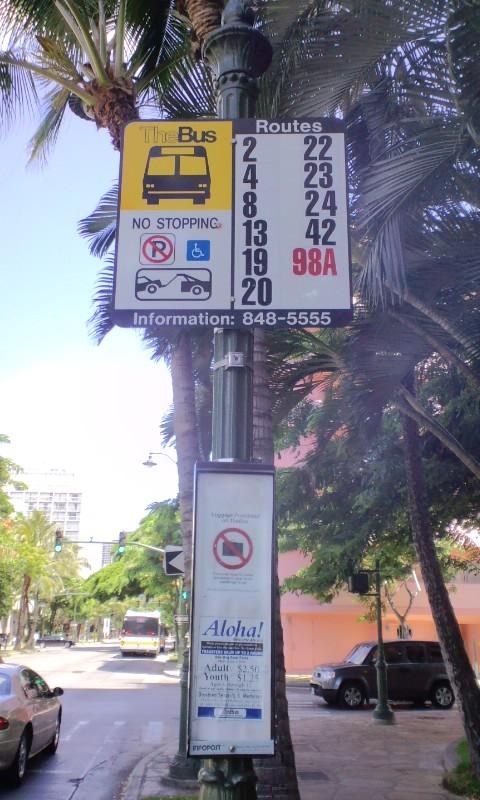 TheBus
NO STOPPING
P
Routes
2 22
4 23
8 24
13 42
19 98A
20
Information: 848-5555
Aloha!
Adult $2.50
Youth $1.25
INFOPOST